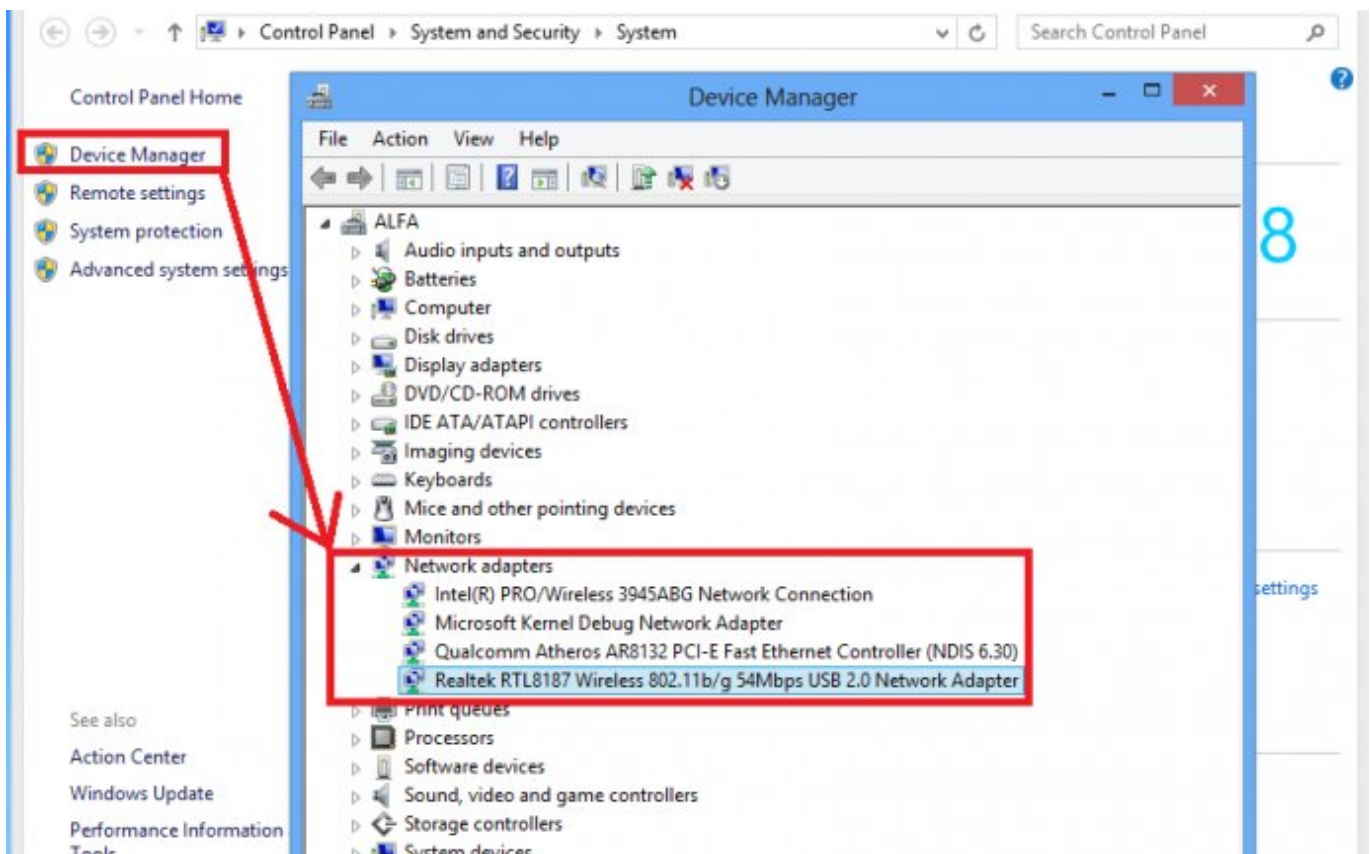 Control Panel System and Security System
Search Control Panel
Control Panel Home
Device Manager
Remote settings
System protection
Advanced system settings
See also
Action Center
Windows Update
Performance Information
Tools
Device Manager
File Action View Help
ALFA
Audio inputs and outputs
Batteries
Computer
Disk drives
Display adapters
DVD/CD-ROM drives
IDE ATA/ATAPI controllers
Imaging devices
Keyboards
Mice and other pointing devices
Monitors
Network adapters
Intel(R) PRO/Wireless 3945ABG Network Connection
Microsoft Kernel Debug Network Adapter
Qualcomm Atheros AR8132 PCI-E Fast Ethernet Controller (NDIS 6.30)
Realtek RTL8187 Wireless 802.11b/g 54Mbps USB 2.0 Network Adapter
Print queues
Processors
Software devices
Sound, video and game controllers
Storage controllers
System devices
8
settings